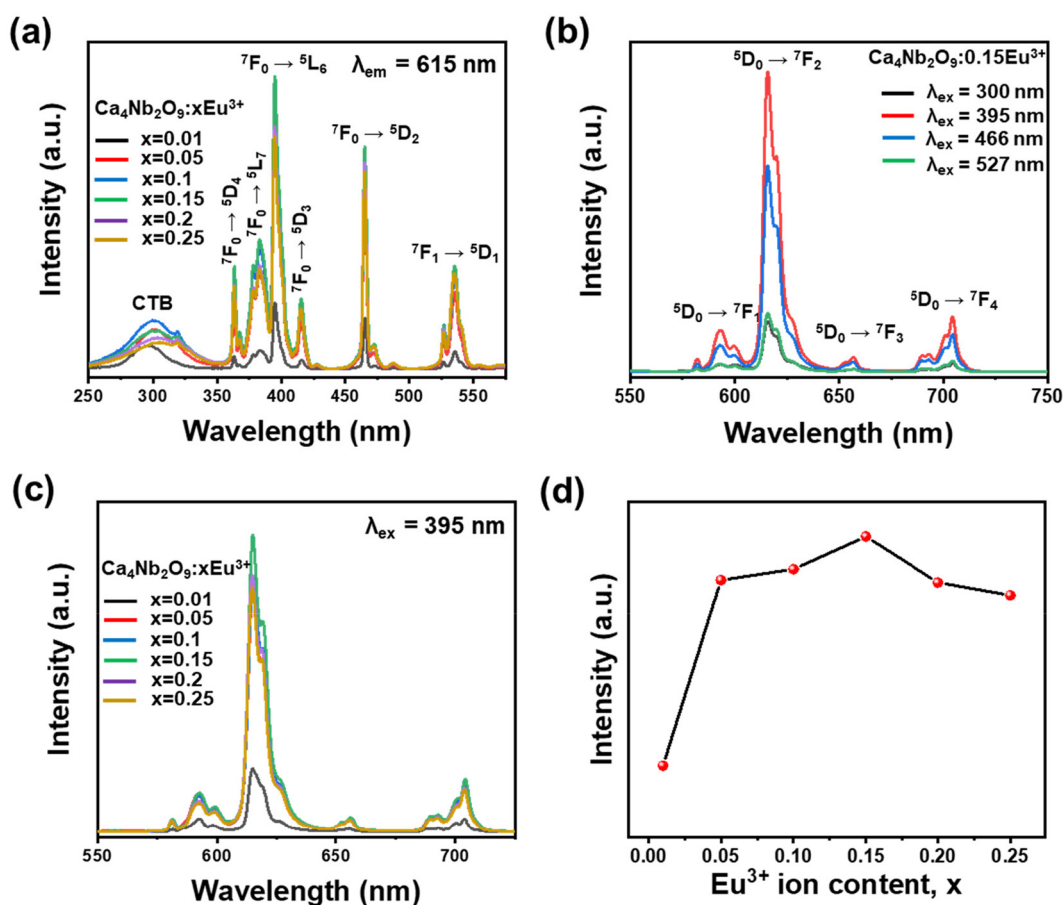 (a)
⁷F₀ → ⁵L₆
λem = 615 nm
Ca₄Nb₂O₉:xEu³⁺
x=0.01
x=0.05
x=0.1
x=0.15
x=0.2
x=0.25
⁷F₀ → ⁵D₄
⁷F₀ → ⁵L₇
⁷F₀ → ⁵D₃
⁷F₀ → ⁵D₂
⁷F₁ → ⁵D₁
CTB
Intensity (a.u.)
250 300 350 400 450 500 550
Wavelength (nm)
(b)
⁵D₀ → ⁷F₂
Ca₄Nb₂O₉:0.15Eu³⁺
λex = 300 nm
λex = 395 nm
λex = 466 nm
λex = 527 nm
⁵D₀ → ⁷F₁
⁵D₀ → ⁷F₃
⁵D₀ → ⁷F₄
Intensity (a.u.)
550 600 650 700 750
Wavelength (nm)
(c)
λex = 395 nm
Ca₄Nb₂O₉:xEu³⁺
x=0.01
x=0.05
x=0.1
x=0.15
x=0.2
x=0.25
Intensity (a.u.)
550 600 650 700
Wavelength (nm)
(d)
Intensity (a.u.)
0.00 0.05 0.10 0.15 0.20 0.25
Eu³⁺ ion content, x